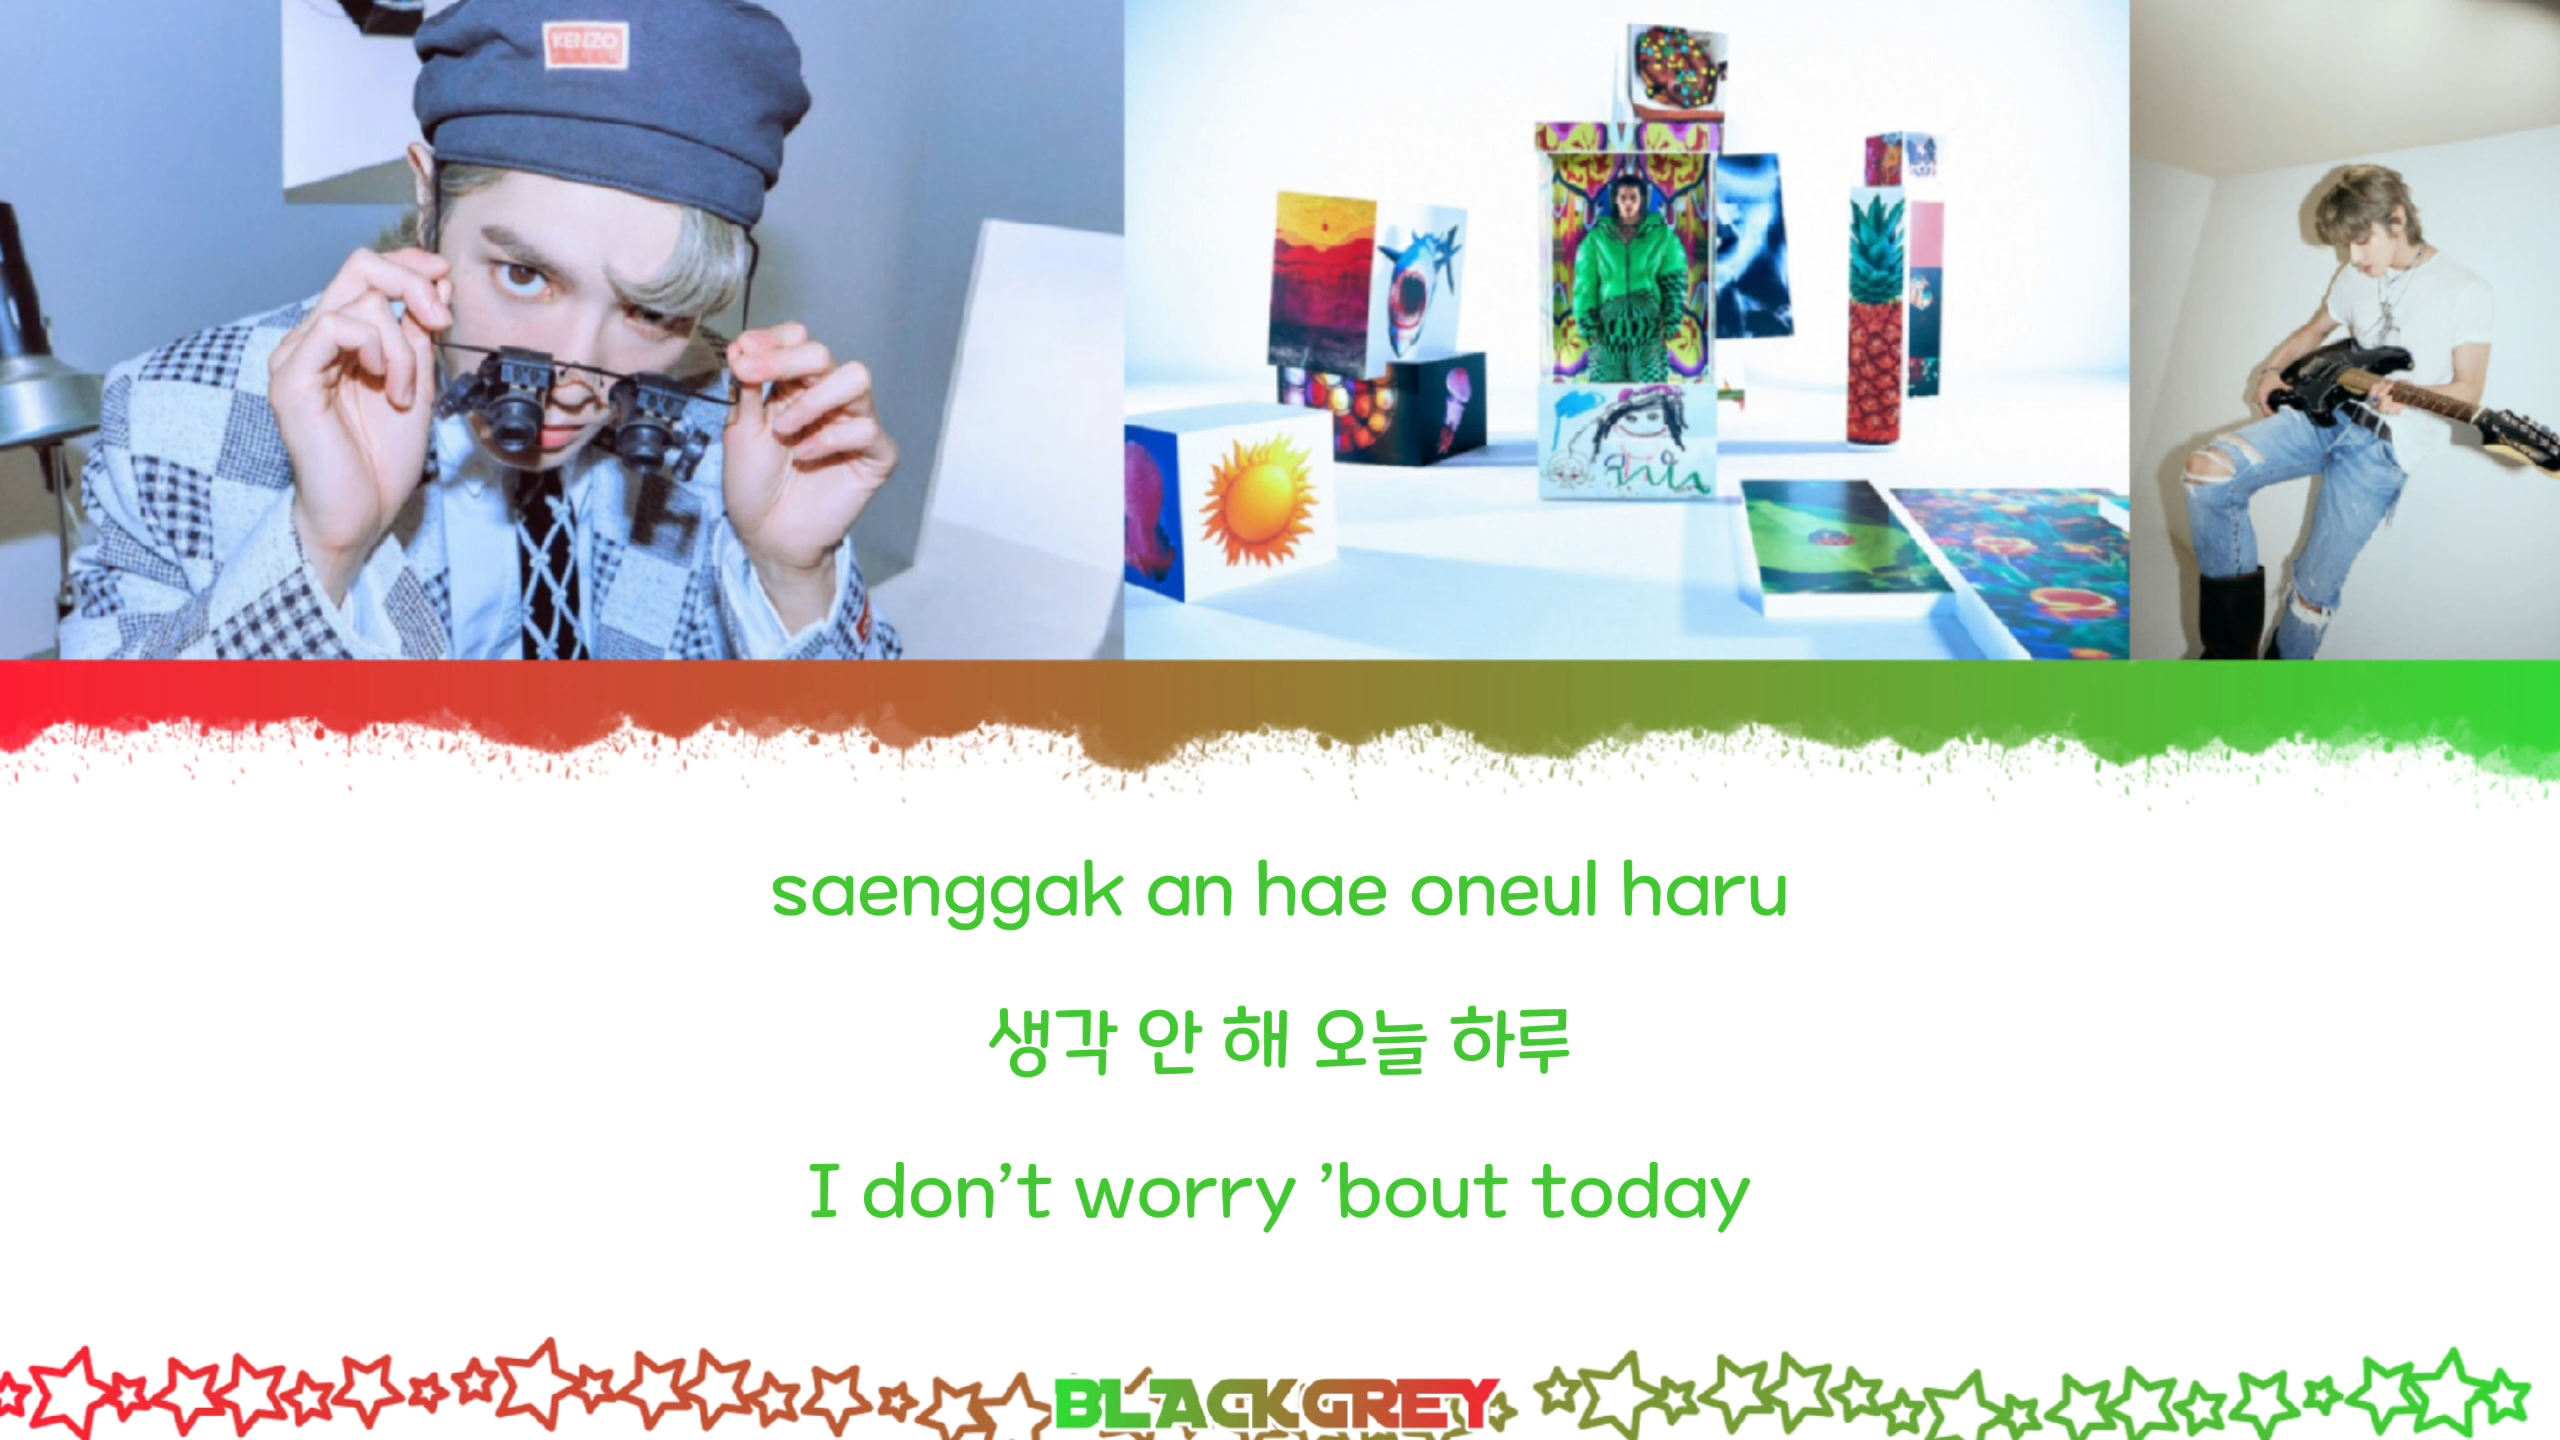 KENZO
saenggak an hae oneul haru
생각 안 해 오늘 하루
I don't worry 'bout today
BLACKGREY